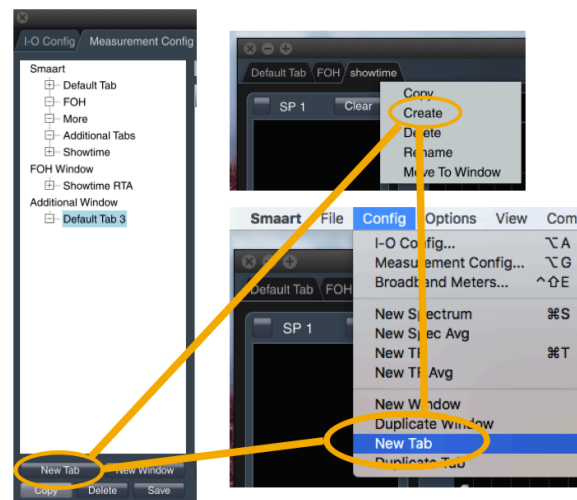 I-O Config Measurement Config
Smaart
Default Tab
FOH
More
Additional Tabs
Showtime
FOH Window
Showtime RTA
Additional Window
Default Tab 3
New Tab New Window
Copy Delete Save
Default Tab FOH showtime
SP 1 Clear
Copy
Create
Delete
Rename
Move To Window
Smaart File Config Options View Com
I-O Config... ⌥A
Measurement Config... ⌥G
Broadband Meters... ^⇧E
Default Tab FOH
SP 1
New Spectrum ⌘S
New Spec Avg
New TF ⌘T
New TF Avg
New Window
Duplicate Window
New Tab
Duplicate Tab